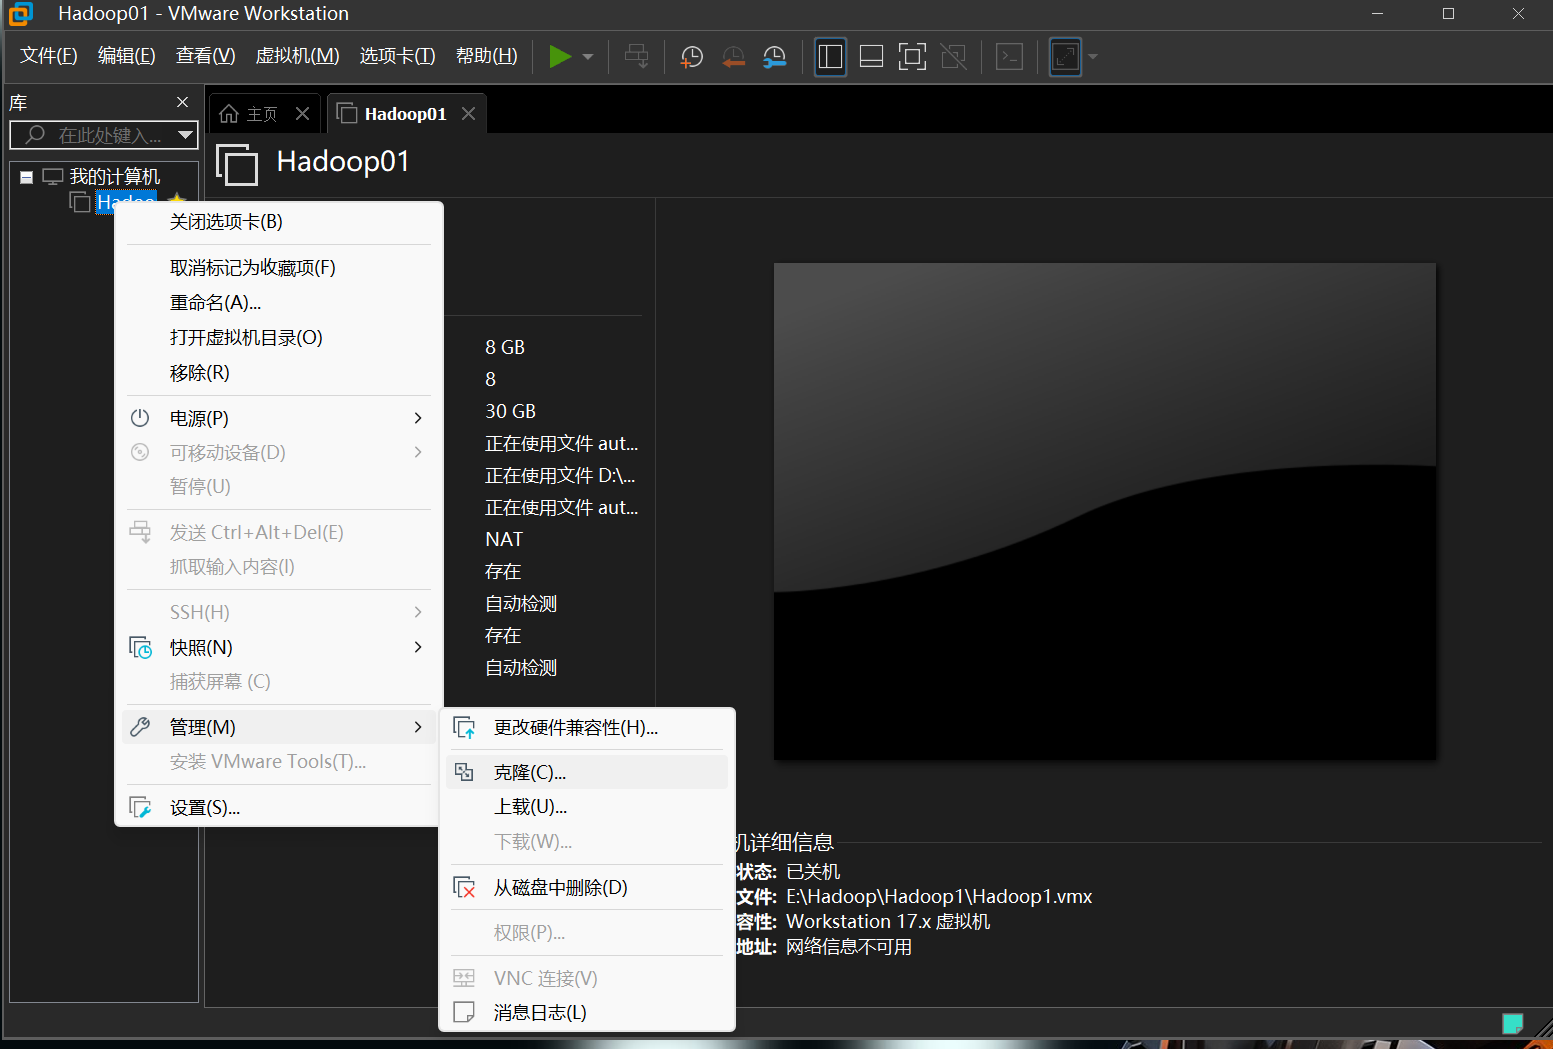 Hadoop01 - VMware Workstation
文件(F) 编辑(E) 查看(V) 虚拟机(M) 选项卡(T) 帮助(H)
库
在此处键入...
我的计算机
Hadoo
主页
Hadoop01
Hadoop01
关闭选项卡(B)
取消标记为收藏项(F)
重命名(A)...
打开虚拟机目录(O)
移除(R)
电源(P)
可移动设备(D)
暂停(U)
发送 Ctrl+Alt+Del(E)
抓取输入内容(I)
SSH(H)
快照(N)
捕获屏幕 (C)
管理(M)
安装 VMware Tools(T)...
设置(S)...
8 GB
8
30 GB
正在使用文件 aut...
正在使用文件 D:\...
正在使用文件 aut...
NAT
存在
自动检测
存在
自动检测
更改硬件兼容性(H)...
克隆(C)...
上载(U)...
下载(W)...
从磁盘中删除(D)
权限(P)...
VNC 连接(V)
消息日志(L)
机详细信息
状态: 已关机
文件: E:\Hadoop\Hadoop1\Hadoop1.vmx
容性: Workstation 17.x 虚拟机
地址: 网络信息不可用